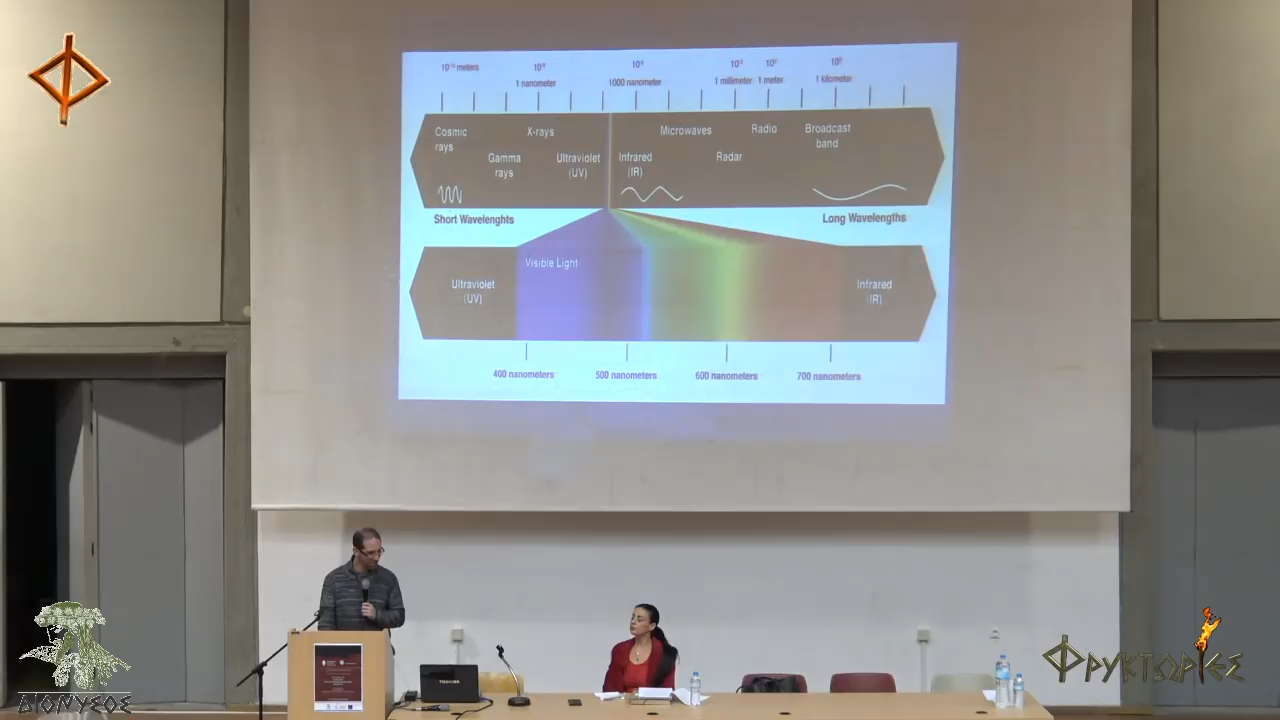 10⁻¹⁵ meters
10⁻⁹
1 nanometer
10⁻⁶
1000 nanometer
10⁻³
1 millimeter
10⁰
1 meter
10³
1 kilometer
Cosmic
rays
X-rays
Microwaves
Radio
Broadcast
band
Gamma
rays
Ultraviolet
(UV)
Infrared
(IR)
Radar
Short Wavelenghts
Long Wavelengths
Visible Light
Ultraviolet
(UV)
Infrared
(IR)
400 nanometers
500 nanometers
600 nanometers
700 nanometers
TOSHIBA
ΔΙΟΝΥΣΟΣ
ΦΡΥΚΤΩΡΙΕΣ